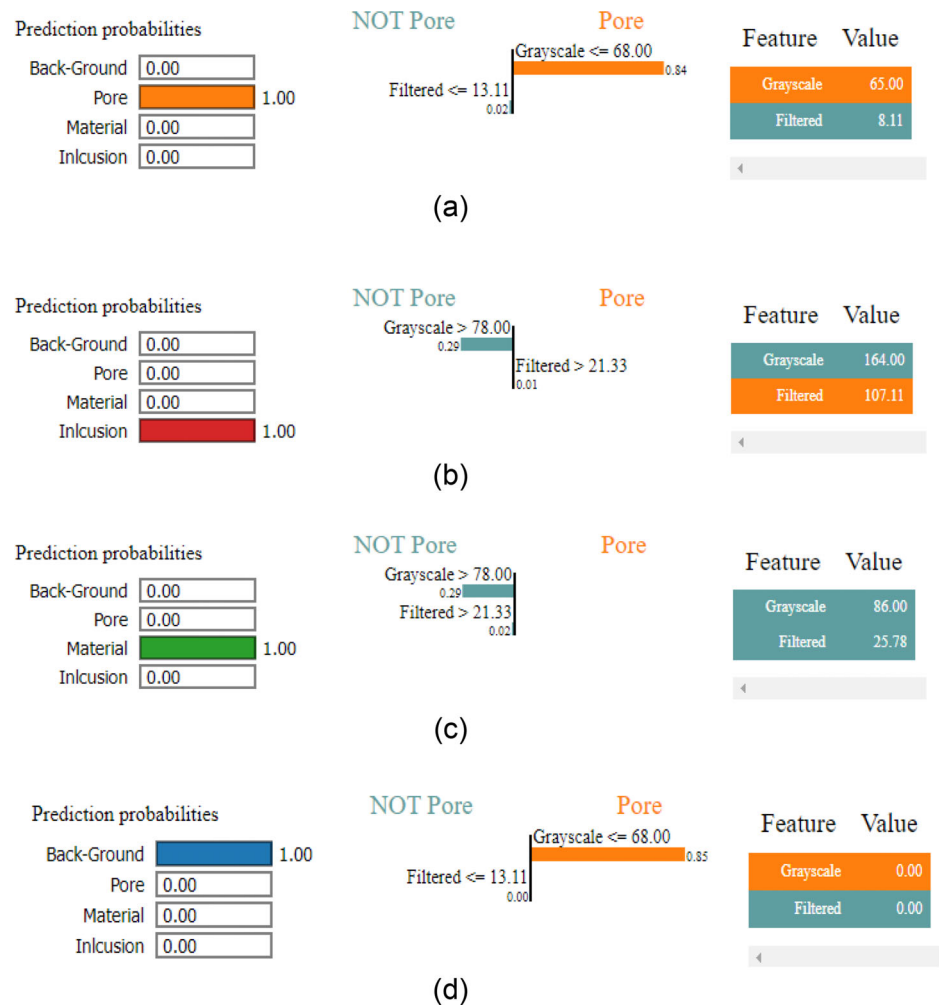 Prediction probabilities
Back-Ground 0.00
Pore 1.00
Material 0.00
Inlcusion 0.00
NOT Pore Pore
Grayscale <= 68.00
0.84
Filtered <= 13.11
0.02
Feature Value
Grayscale 65.00
Filtered 8.11
(a)
Prediction probabilities
Back-Ground 0.00
Pore 0.00
Material 0.00
Inlcusion 1.00
NOT Pore Pore
Grayscale > 78.00
0.29
Filtered > 21.33
0.01
Feature Value
Grayscale 164.00
Filtered 107.11
(b)
Prediction probabilities
Back-Ground 0.00
Pore 0.00
Material 1.00
Inlcusion 0.00
NOT Pore Pore
Grayscale > 78.00
0.29
Filtered > 21.33
0.02
Feature Value
Grayscale 86.00
Filtered 25.78
(c)
Prediction probabilities
Back-Ground 1.00
Pore 0.00
Material 0.00
Inlcusion 0.00
NOT Pore Pore
Grayscale <= 68.00
0.85
Filtered <= 13.11
0.00
Feature Value
Grayscale 0.00
Filtered 0.00
(d)